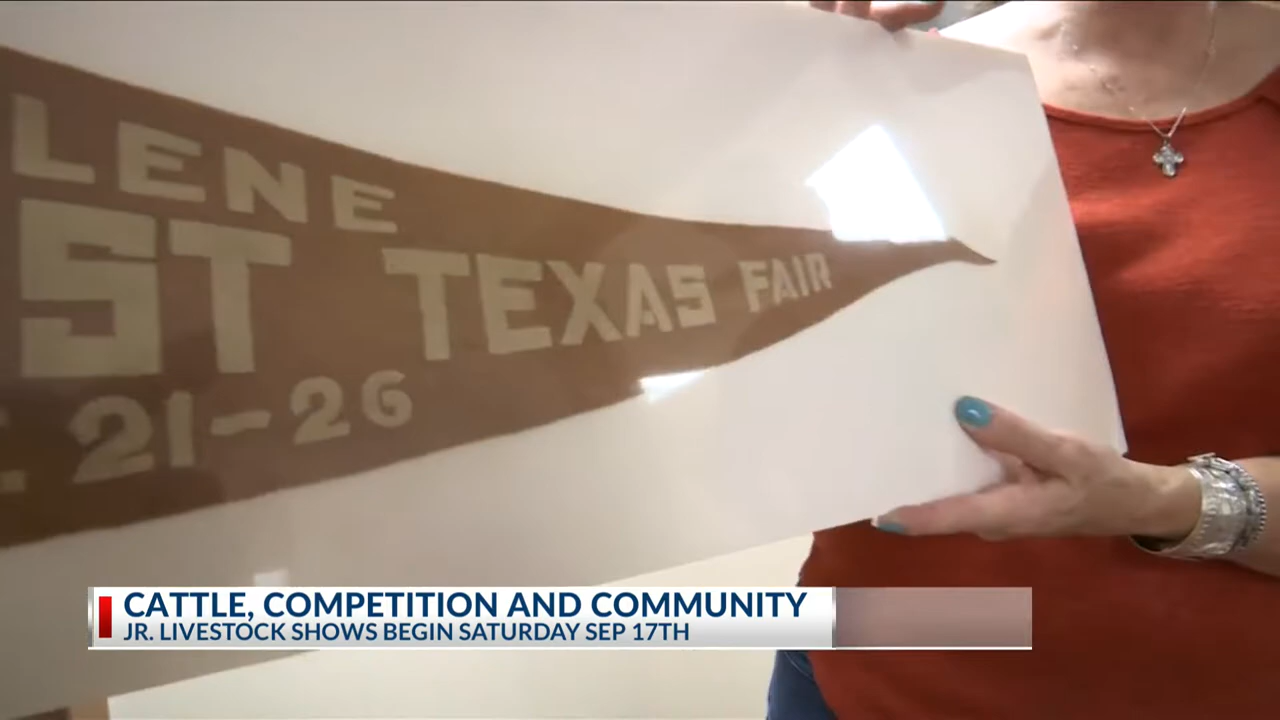 LENE
ST TEXAS FAIR
. 21-26
CATTLE, COMPETITION AND COMMUNITY
JR. LIVESTOCK SHOWS BEGIN SATURDAY SEP 17TH